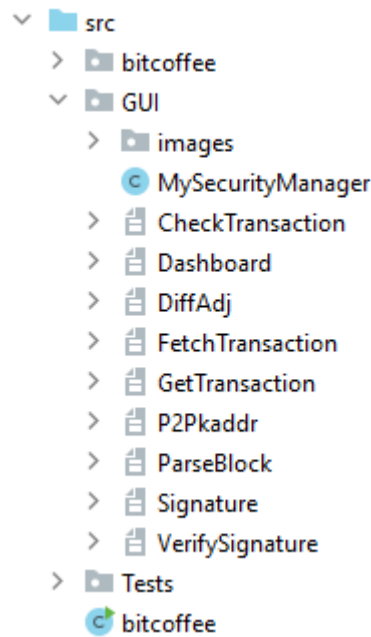 src
bitcoffee
GUI
images
MySecurityManager
CheckTransaction
Dashboard
DiffAdj
FetchTransaction
GetTransaction
P2Pkaddr
ParseBlock
Signature
VerifySignature
Tests
bitcoffee